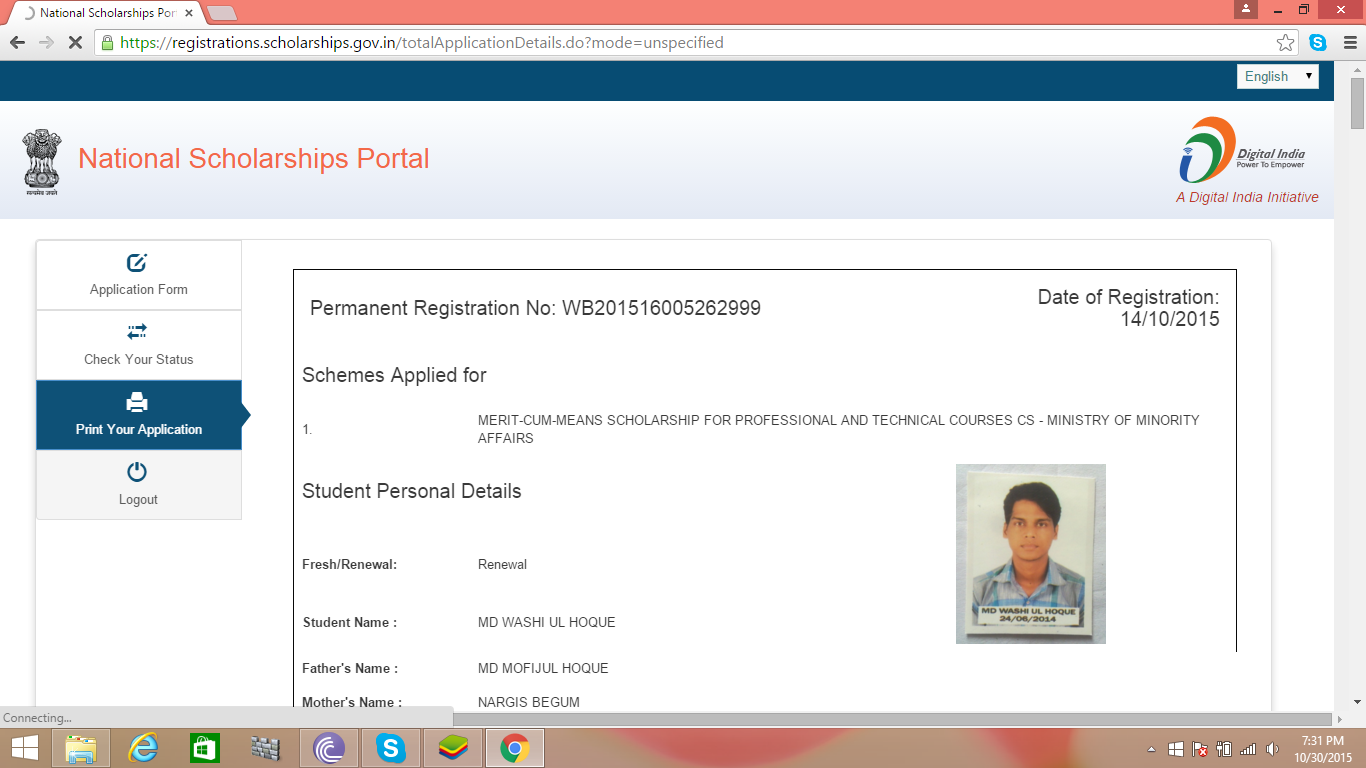 National Scholarships Por
https://registrations.scholarships.gov.in/totalApplicationDetails.do?mode=unspecified
English
सत्यमेव जयते
National Scholarships Portal
Digital India
Power To Empower
A Digital India Initiative
Application Form
Check Your Status
Print Your Application
Logout
Permanent Registration No: WB201516005262999
Date of Registration:
14/10/2015
Schemes Applied for
1.
MERIT-CUM-MEANS SCHOLARSHIP FOR PROFESSIONAL AND TECHNICAL COURSES CS - MINISTRY OF MINORITY
AFFAIRS
Student Personal Details
Fresh/Renewal: Renewal
Student Name : MD WASHI UL HOQUE
MD WASHI UL HOQUE
24/06/2014
Father's Name : MD MOFIJUL HOQUE
Mother's Name : NARGIS BEGUM
Connecting...
7:31 PM
10/30/2015